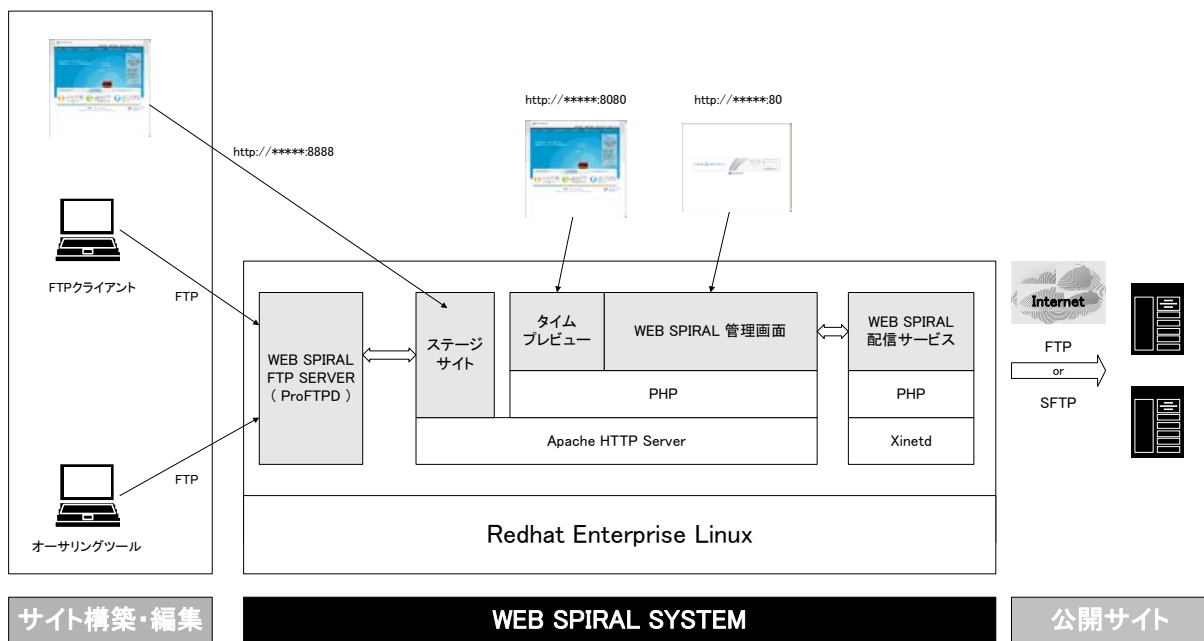 http://*****:8888
http://*****:8080
http://*****:80
FTPクライアント
FTP
FTP
オーサリングツール
WEB SPIRAL
FTP SERVER
( ProFTPD )
ステージ
サイト
タイム
プレビュー
WEB SPIRAL 管理画面
WEB SPIRAL
配信サービス
PHP
PHP
Apache HTTP Server
Xinetd
Redhat Enterprise Linux
Internet
FTP
or
SFTP
サイト構築・編集
WEB SPIRAL SYSTEM
公開サイト